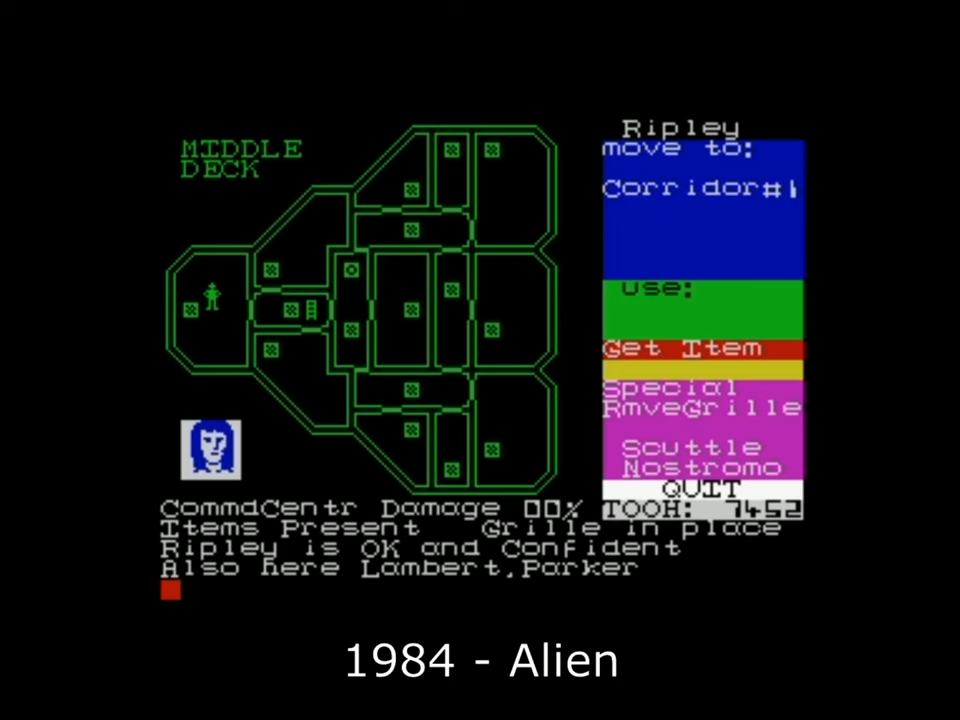 MIDDLE
DECK
Ripley
move to:
Corridor#1
use:
Get Item
Special
RmveGrille
Scuttle
Nostromo
QUIT
TOOH: 7452
CommdCentr Damage 00%
Items Present Grille in place
Ripley is OK and Confident
Also here Lambert,Parker
1984 - Alien